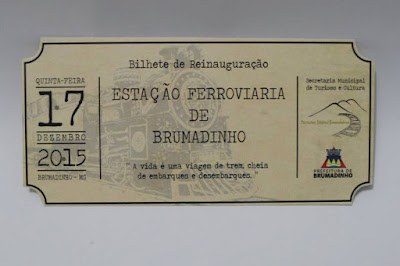 Bilhete de Reinauguração
QUINTA-FEIRA
17
DEZEMBRO
2015
BRUMADINHO - MG
ESTAÇÃO FERROVIARIA
DE
BRUMADINHO
"A vida é uma viagem de trem, cheia
de embarques e desembarques."
Secretaria Municipal
de Turismo e Cultura
PREFEITURA DE
BRUMADINHO